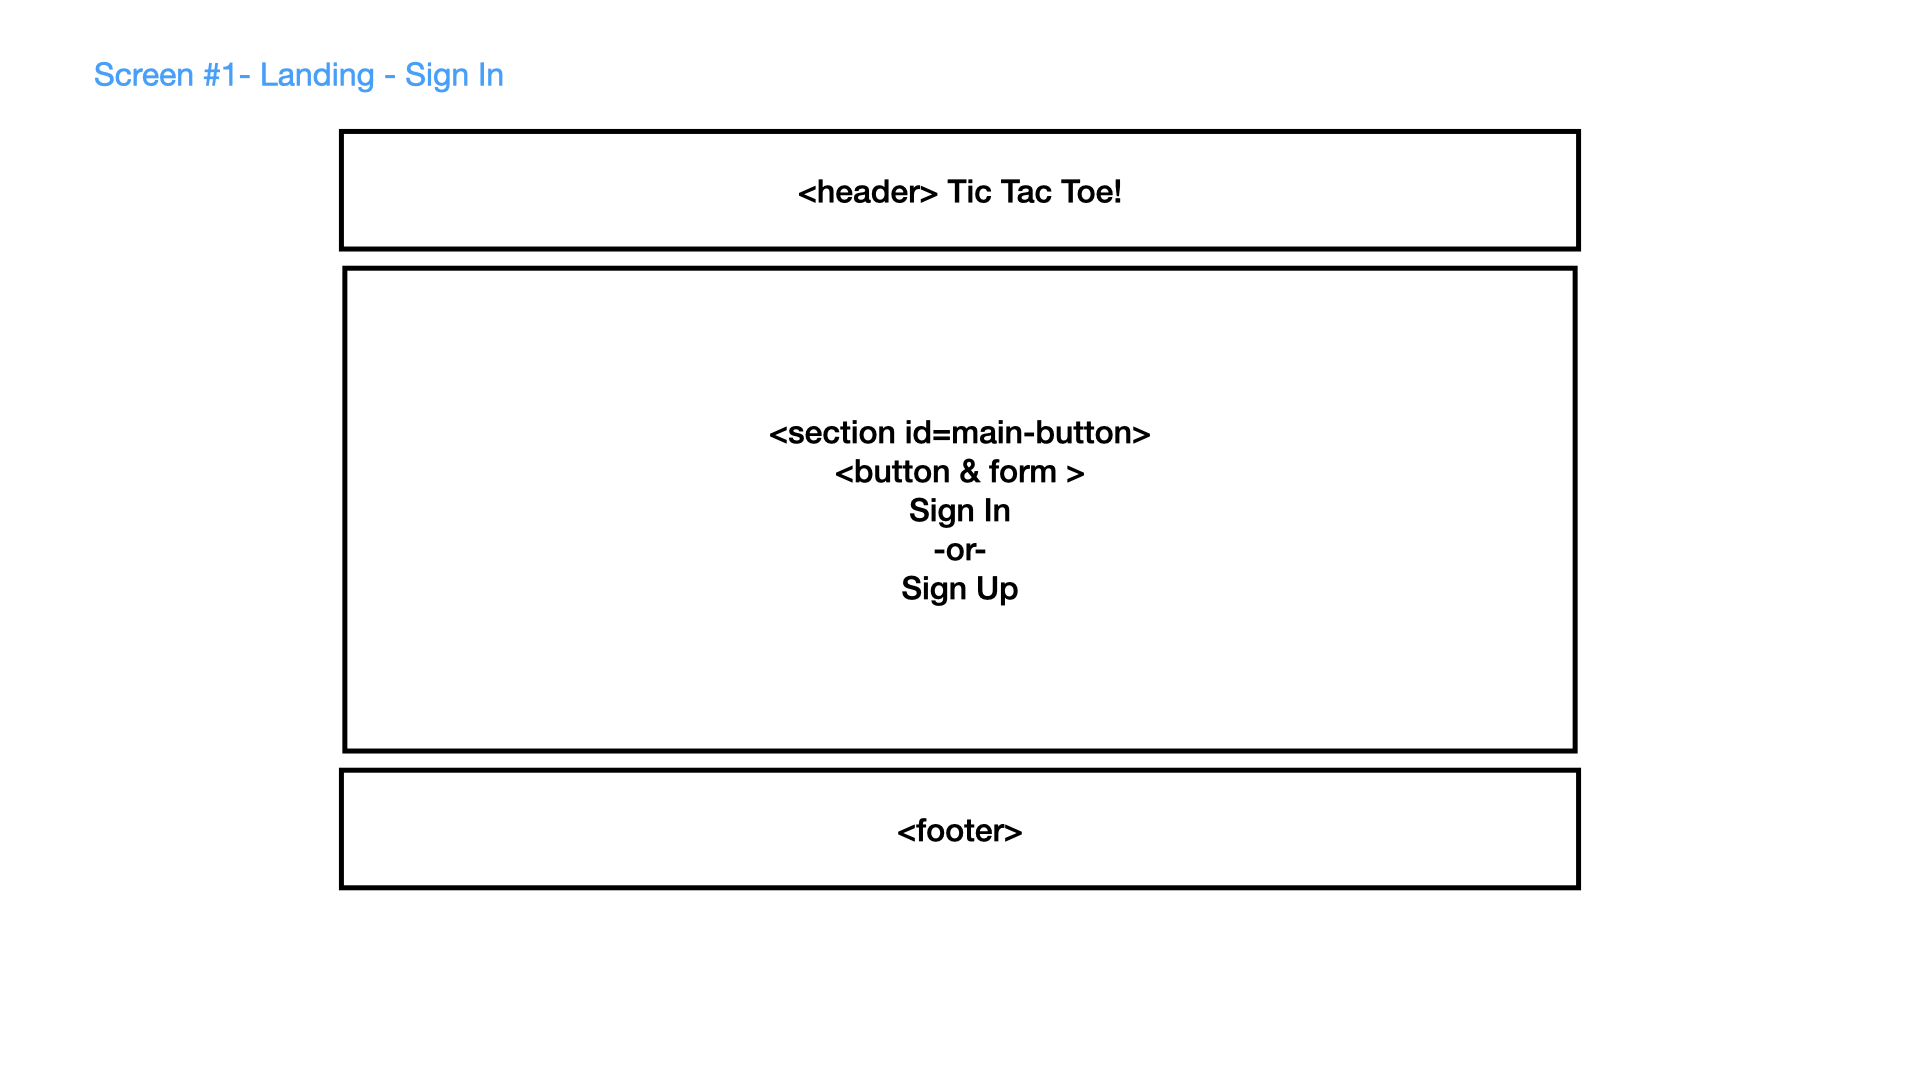 Screen #1- Landing - Sign In
<header> Tic Tac Toe!
<section id=main-button>
<button & form >
Sign In
-or-
Sign Up
<footer>